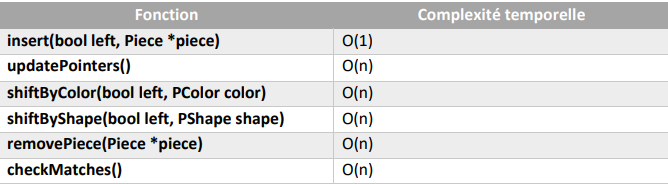 Fonction Complexité temporelle
insert(bool left, Piece *piece) O(1)
updatePointers() O(n)
shiftByColor(bool left, PColor color) O(n)
shiftByShape(bool left, PShape shape) O(n)
removePiece(Piece *piece) O(n)
checkMatches() O(n)